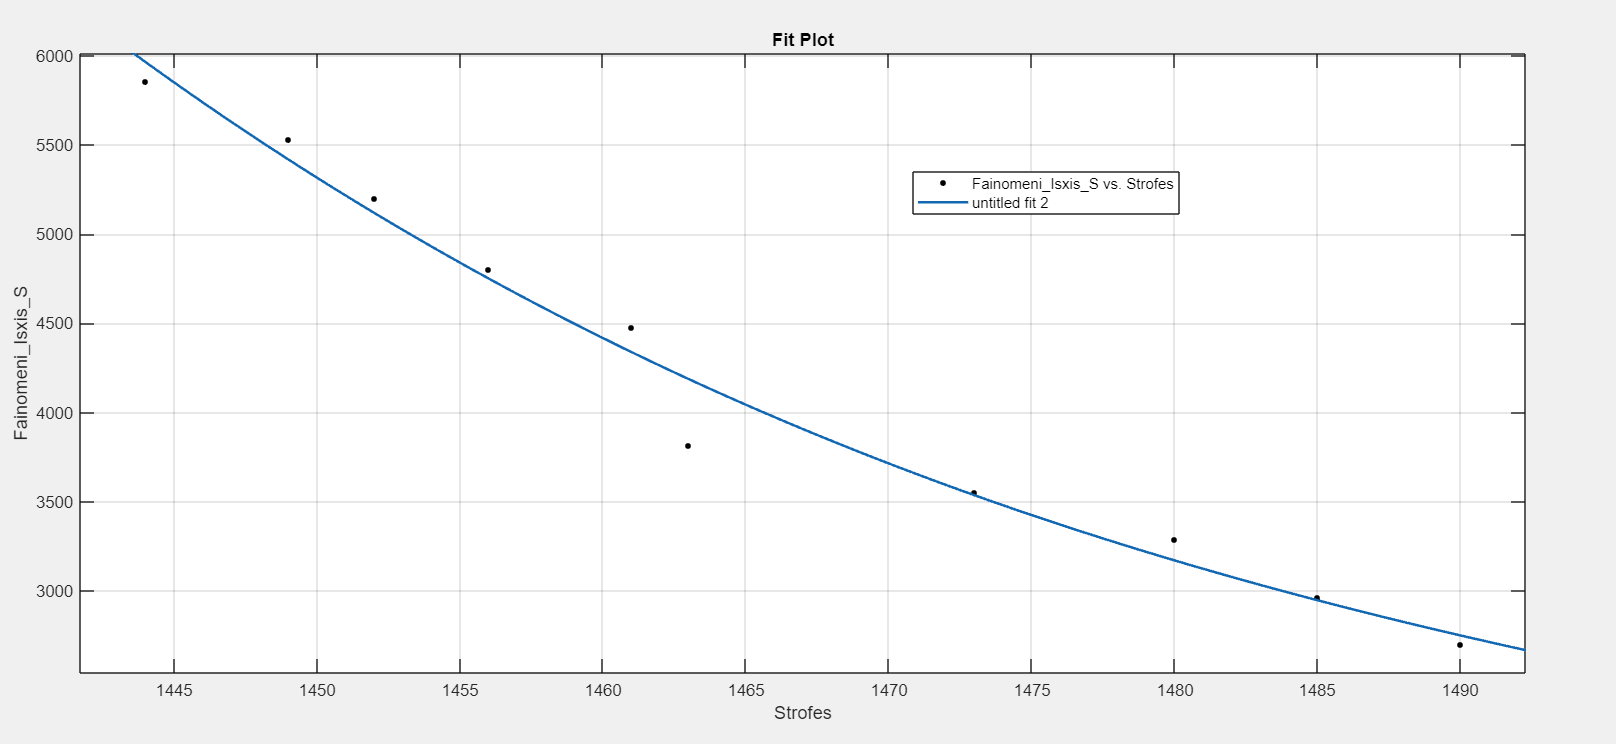 Fit Plot
6000
5500
5000
4500
4000
3500
3000
Fainomeni_Isxis_S
Fainomeni_Isxis_S vs. Strofes
untitled fit 2
1445 1450 1455 1460 1465 1470 1475 1480 1485 1490
Strofes